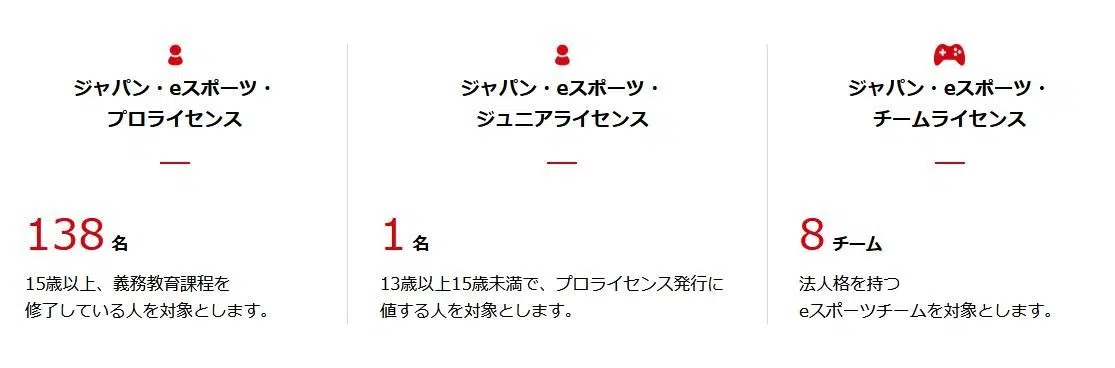 ジャパン・eスポーツ・
プロライセンス
138 名
15歳以上、義務教育課程を
修了している人を対象とします。
ジャパン・eスポーツ・
ジュニアライセンス
1 名
13歳以上15歳未満で、プロライセンス発行に
値する人を対象とします。
ジャパン・eスポーツ・
チームライセンス
8 チーム
法人格を持つ
eスポーツチームを対象とします。